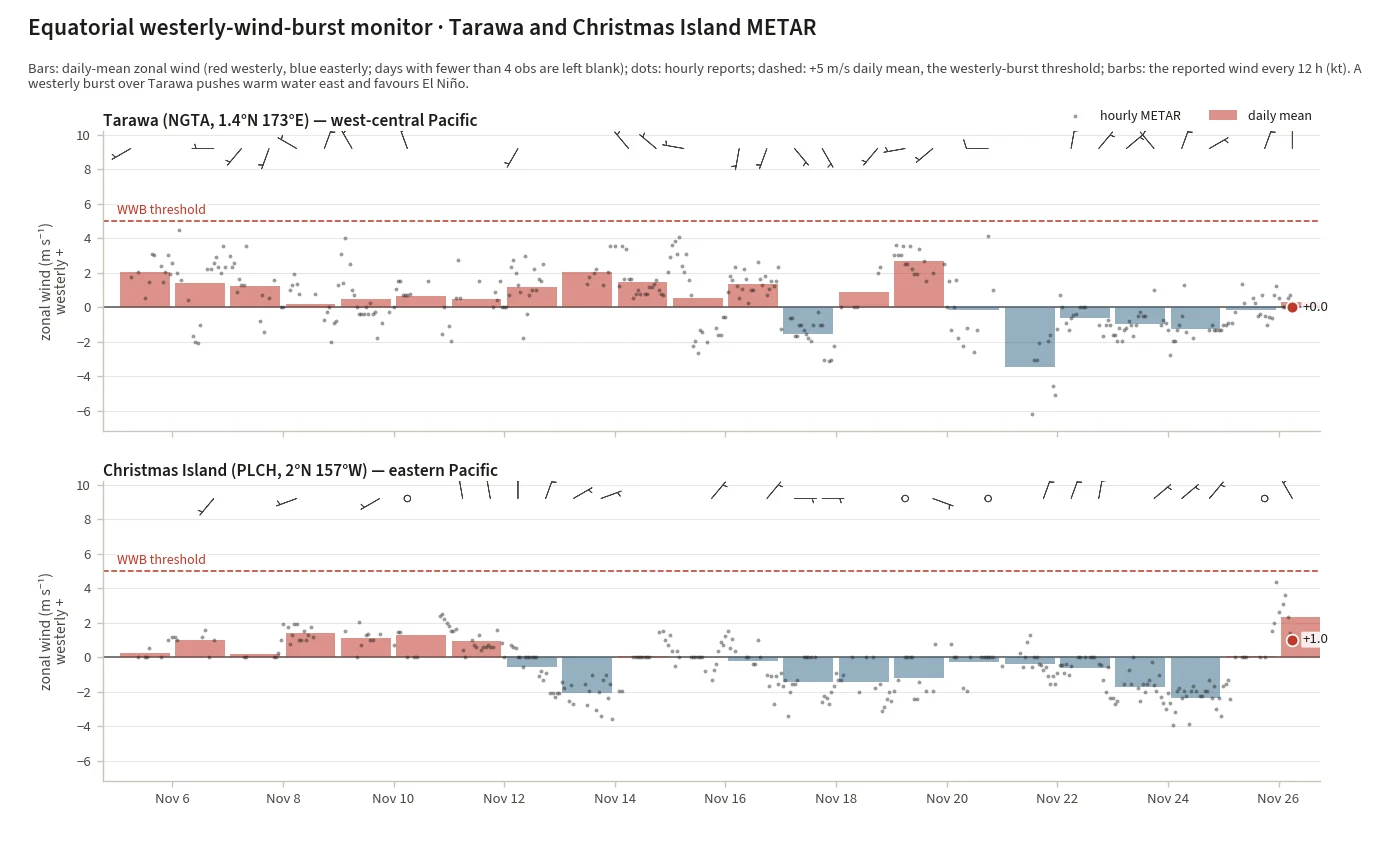 Equatorial westerly-wind-burst monitor · Tarawa and Christmas Island METAR
Bars: daily-mean zonal wind (red westerly, blue easterly; days with fewer than 4 obs are left blank); dots: hourly reports; dashed: +5 m/s daily mean, the westerly-burst threshold; barbs: the reported wind every 12 h (kt). A
westerly burst over Tarawa pushes warm water east and favours El Niño.
Tarawa (NGTA, 1.4°N 173°E) — west-central Pacific
hourly METAR
daily mean
10
8
6
4
2
0
−2
−4
−6
zonal wind (m s⁻¹)
westerly +
WWB threshold
+0.0
Christmas Island (PLCH, 2°N 157°W) — eastern Pacific
10
8
6
4
2
0
−2
−4
−6
zonal wind (m s⁻¹)
westerly +
WWB threshold
+1.0
Nov 6
Nov 8
Nov 10
Nov 12
Nov 14
Nov 16
Nov 18
Nov 20
Nov 22
Nov 24
Nov 26